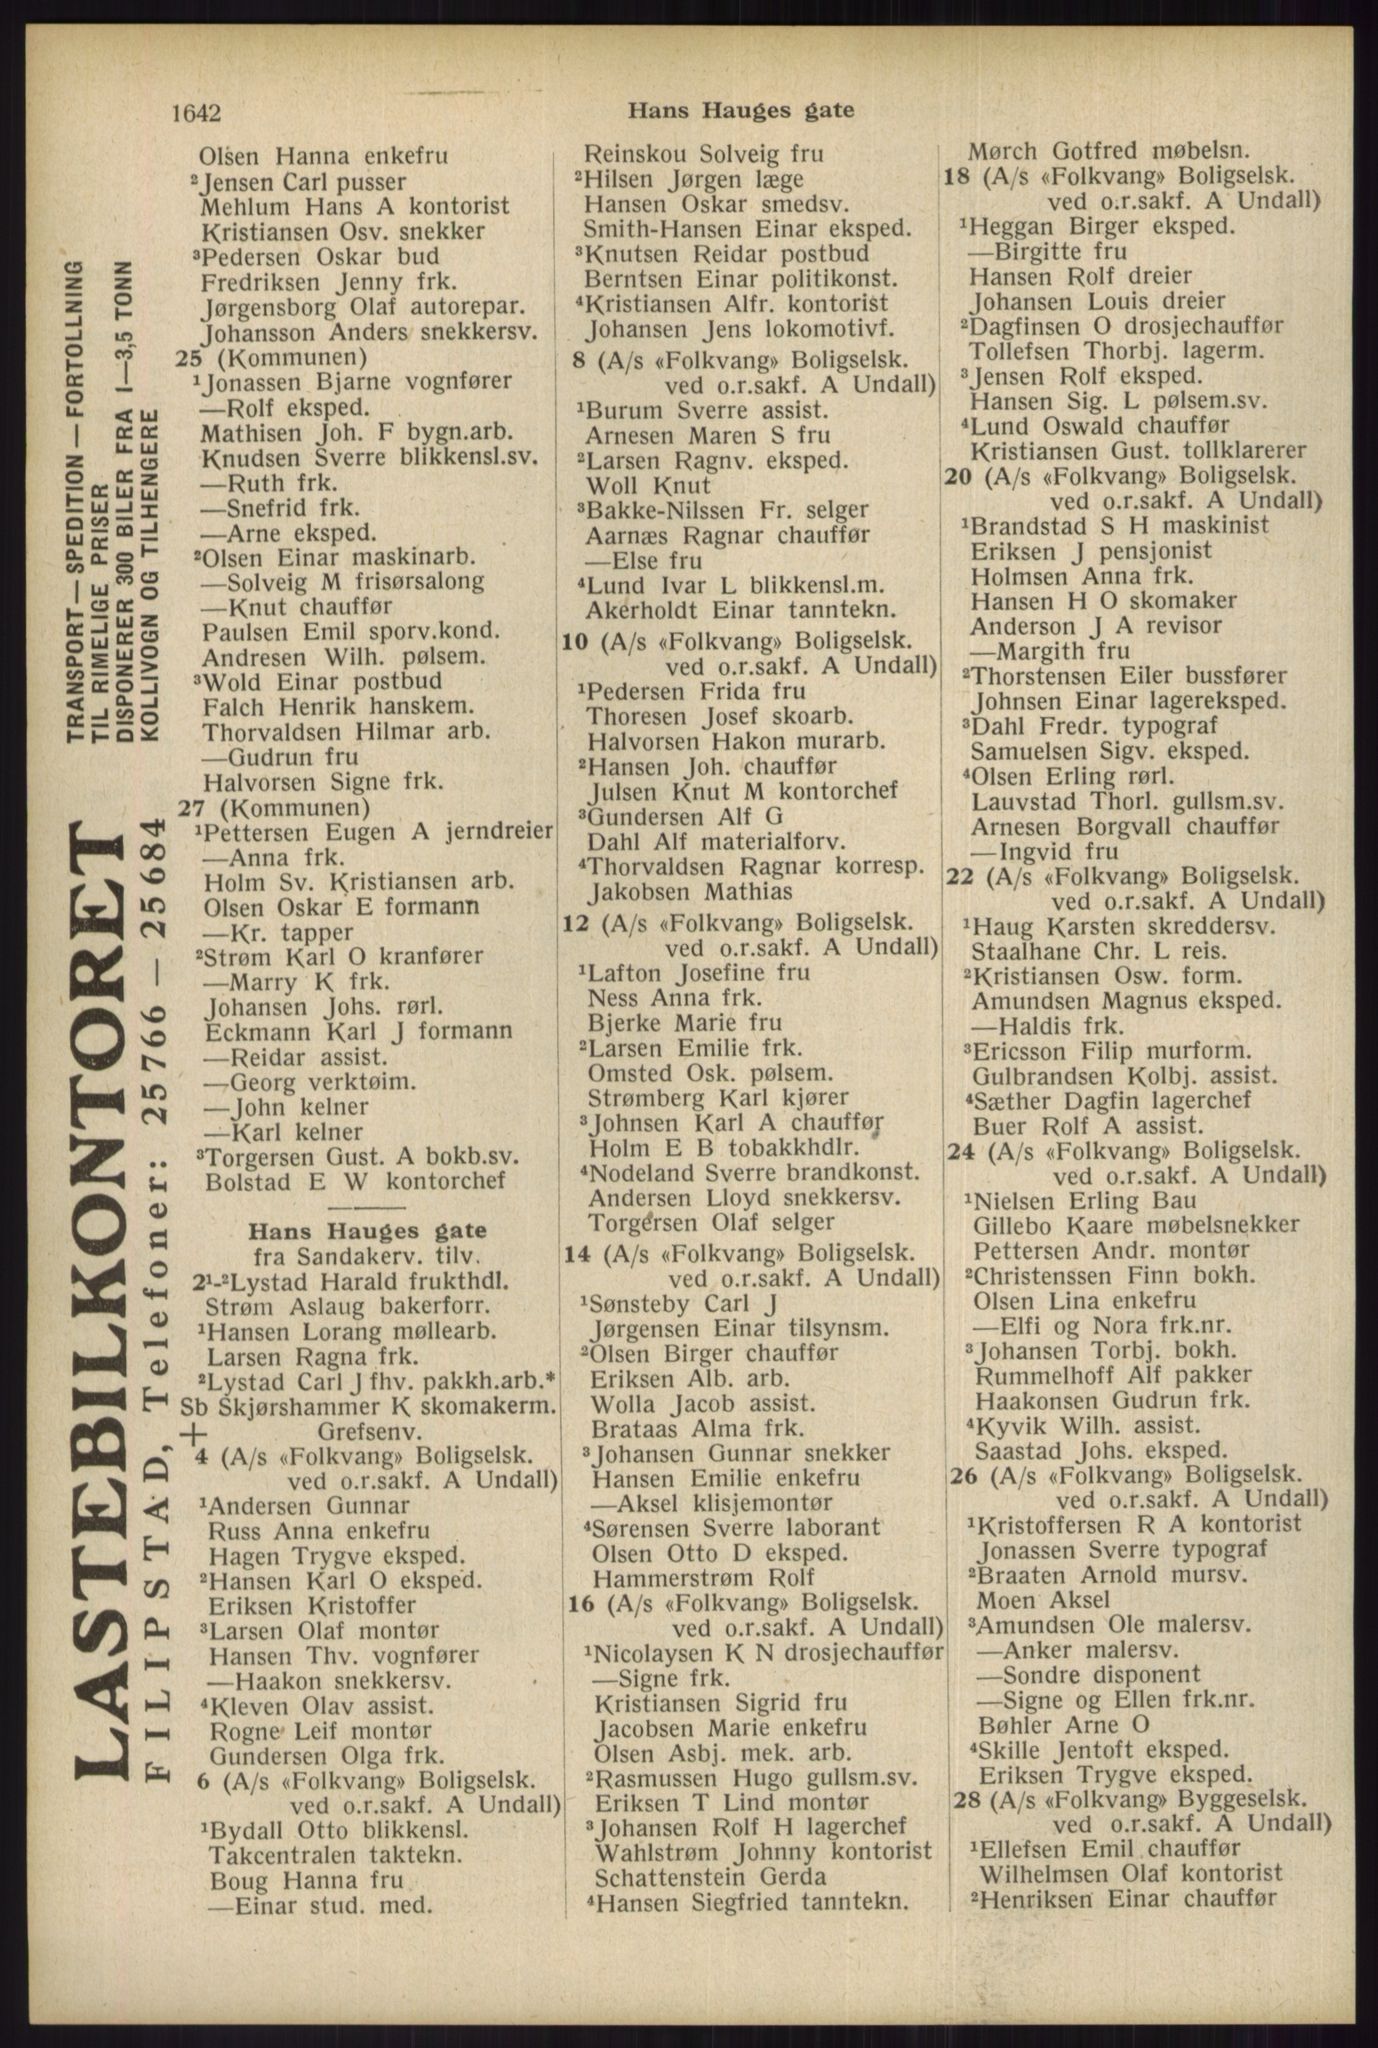 1642
Hans Hauges gate
TRANSPORT — SPEDITION — FORTOLLNING
TIL RIMELIGE PRISER
DISPONERER 300 BILER FRA 1—3,5 TONN
KOLLIVOGN OG TILHENGERE
LASTEBILKONTORET
FILIPSTAD, Telefoner: 25766 — 25684
Olsen Hanna enkefru
²Jensen Carl pusser
Mehlum Hans A kontorist
Kristiansen Osv. snekker
³Pedersen Oskar bud
Fredriksen Jenny frk.
Jørgensborg Olaf autorepar.
Johansson Anders snekkersv.
25 (Kommunen)
¹Jonassen Bjarne vognfører
—Rolf eksped.
Mathisen Joh. F bygn.arb.
Knudsen Sverre blikkensl.sv.
—Ruth frk.
—Snefrid frk.
—Arne eksped.
²Olsen Einar maskinarb.
—Solveig M frisørsalong
—Knut chauffør
Paulsen Emil sporv.kond.
Andresen Wilh. pølsem.
³Wold Einar postbud
Falch Henrik hanskem.
Thorvaldsen Hilmar arb.
—Gudrun fru
Halvorsen Signe frk.
27 (Kommunen)
¹Pettersen Eugen A jerndreier
—Anna frk.
Holm Sv. Kristiansen arb.
Olsen Oskar E formann
—Kr. tapper
²Strøm Karl O kranfører
—Marry K frk.
Johansen Johs. rørl.
Eckmann Karl J formann
—Reidar assist.
—Georg verktøim.
—John kelner
—Karl kelner
³Torgersen Gust. A bokb.sv.
Bolstad E W kontorchef
Hans Hauges gate
fra Sandakerv. tilv.
2¹-²Lystad Harald frukthdl.
Strøm Aslaug bakerforr.
¹Hansen Lorang møllearb.
Larsen Ragna frk.
²Lystad Carl J fhv. pakkh.arb.*
Sb Skjørshammer K skomakerm.
+ Grefsenv.
4 (A/s «Folkvang» Boligselsk.
ved o.r.sakf. A Undall)
¹Andersen Gunnar
Russ Anna enkefru
Hagen Trygve eksped.
²Hansen Karl O eksped.
Eriksen Kristoffer
³Larsen Olaf montør
Hansen Thv. vognfører
—Haakon snekkersv.
⁴Kleven Olav assist.
Rogne Leif montør
Gundersen Olga frk.
6 (A/s «Folkvang» Boligselsk.
ved o.r.sakf. A Undall)
¹Bydall Otto blikkensl.
Takcentralen taktekn.
Boug Hanna fru
—Einar stud. med.
Reinskou Solveig fru
²Hilsen Jørgen læge
Hansen Oskar smedsv.
Smith-Hansen Einar eksped.
³Knutsen Reidar postbud
Berntsen Einar politikonst.
⁴Kristiansen Alfr. kontorist
Johansen Jens lokomotivf.
8 (A/s «Folkvang» Boligselsk.
ved o.r.sakf. A Undall)
¹Burum Sverre assist.
Arnesen Maren S fru
²Larsen Ragnv. eksped.
Woll Knut
³Bakke-Nilssen Fr. selger
Aarnæs Ragnar chauffør
—Else fru
⁴Lund Ivar L blikkensl.m.
Akerholdt Einar tanntekn.
10 (A/s «Folkvang» Boligselsk.
ved o.r.sakf. A Undall)
¹Pedersen Frida fru
Thoresen Josef skoarb.
Halvorsen Hakon murarb.
²Hansen Joh. chauffør
Julsen Knut M kontorchef
³Gundersen Alf G
Dahl Alf materialforv.
⁴Thorvaldsen Ragnar korresp.
Jakobsen Mathias
12 (A/s «Folkvang» Boligselsk.
ved o.r.sakf. A Undall)
¹Lafton Josefine fru
Ness Anna frk.
Bjerke Marie fru
²Larsen Emilie frk.
Omsted Osk. pølsem.
Strømberg Karl kjører
³Johnsen Karl A chauffør
Holm E B tobakkhdlr.
⁴Nodeland Sverre brandkonst.
Andersen Lloyd snekkersv.
Torgersen Olaf selger
14 (A/s «Folkvang» Boligselsk.
ved o.r.sakf. A Undall)
¹Sønsteby Carl J
Jørgensen Einar tilsynsm.
²Olsen Birger chauffør
Eriksen Alb. arb.
Wolla Jacob assist.
Brataas Alma frk.
³Johansen Gunnar snekker
Hansen Emilie enkefru
—Aksel klisjemontør
⁴Sørensen Sverre laborant
Olsen Otto D eksped.
Hammerstrøm Rolf
16 (A/s «Folkvang» Boligselsk.
ved o.r.sakf. A Undall)
¹Nicolaysen K N drosjechauffør
—Signe frk.
Kristiansen Sigrid fru
Jacobsen Marie enkefru
Olsen Asbj. mek. arb.
²Rasmussen Hugo gullsm.sv.
Eriksen T Lind montør
³Johansen Rolf H lagerchef
Wahlstrøm Johnny kontorist
Schattenstein Gerda
⁴Hansen Siegfried tanntekn.
Mørch Gotfred møbelsn.
18 (A/s «Folkvang» Boligselsk.
ved o.r.sakf. A Undall)
¹Heggan Birger eksped.
—Birgitte fru
Hansen Rolf dreier
Johansen Louis dreier
²Dagfinsen O drosjechauffør
Tollefsen Thorbj. lagerm.
³Jensen Rolf eksped.
Hansen Sig. L pølsem.sv.
⁴Lund Oswald chauffør
Kristiansen Gust. tollklarerer
20 (A/s «Folkvang» Boligselsk.
ved o.r.sakf. A Undall)
¹Brandstad S H maskinist
Eriksen J pensjonist
Holmsen Anna frk.
Hansen H O skomaker
Anderson J A revisor
—Margith fru
²Thorstensen Eiler bussfører
Johnsen Einar lagereksped.
³Dahl Fredr. typograf
Samuelsen Sigv. eksped.
⁴Olsen Erling rørl.
Lauvstad Thorl. gullsm.sv.
Arnesen Borgvall chauffør
—Ingvid fru
22 (A/s «Folkvang» Boligselsk.
ved o.r.sakf. A Undall)
¹Haug Karsten skreddersv.
Staalhane Chr. L reis.
²Kristiansen Osw. form.
Amundsen Magnus eksped.
—Haldis frk.
³Ericsson Filip murform.
Gulbrandsen Kolbj. assist.
⁴Sæther Dagfin lagerchef
Buer Rolf A assist.
24 (A/s «Folkvang» Boligselsk.
ved o.r.sakf. A Undall)
¹Nielsen Erling Bau
Gillebo Kaare møbelsnekker
Pettersen Andr. montør
²Christenssen Finn bokh.
Olsen Lina enkefru
—Elfi og Nora frk.nr.
³Johansen Torbj. bokh.
Rummelhoff Alf pakker
Haakonsen Gudrun frk.
⁴Kyvik Wilh. assist.
Saastad Johs. eksped.
26 (A/s «Folkvang» Boligselsk.
ved o.r.sakf. A Undall)
¹Kristoffersen R A kontorist
Jonassen Sverre typograf
²Braaten Arnold mursv.
Moen Aksel
³Amundsen Ole malersv.
—Anker malersv.
—Sondre disponent
—Signe og Ellen frk.nr.
Bøhler Arne O
⁴Skille Jentoft eksped.
Eriksen Trygve eksped.
28 (A/s «Folkvang» Byggeselsk.
ved o.r.sakf. A Undall)
¹Ellefsen Emil chauffør
Wilhelmsen Olaf kontorist
²Henriksen Einar chauffør